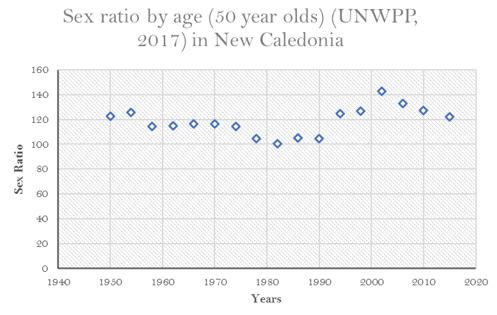 Sex ratio by age (50 year olds) (UNWPP,
2017) in New Caledonia
160
140
120
100
80
60
40
20
0
Sex Ratio
1940 1950 1960 1970 1980 1990 2000 2010 2020
Years